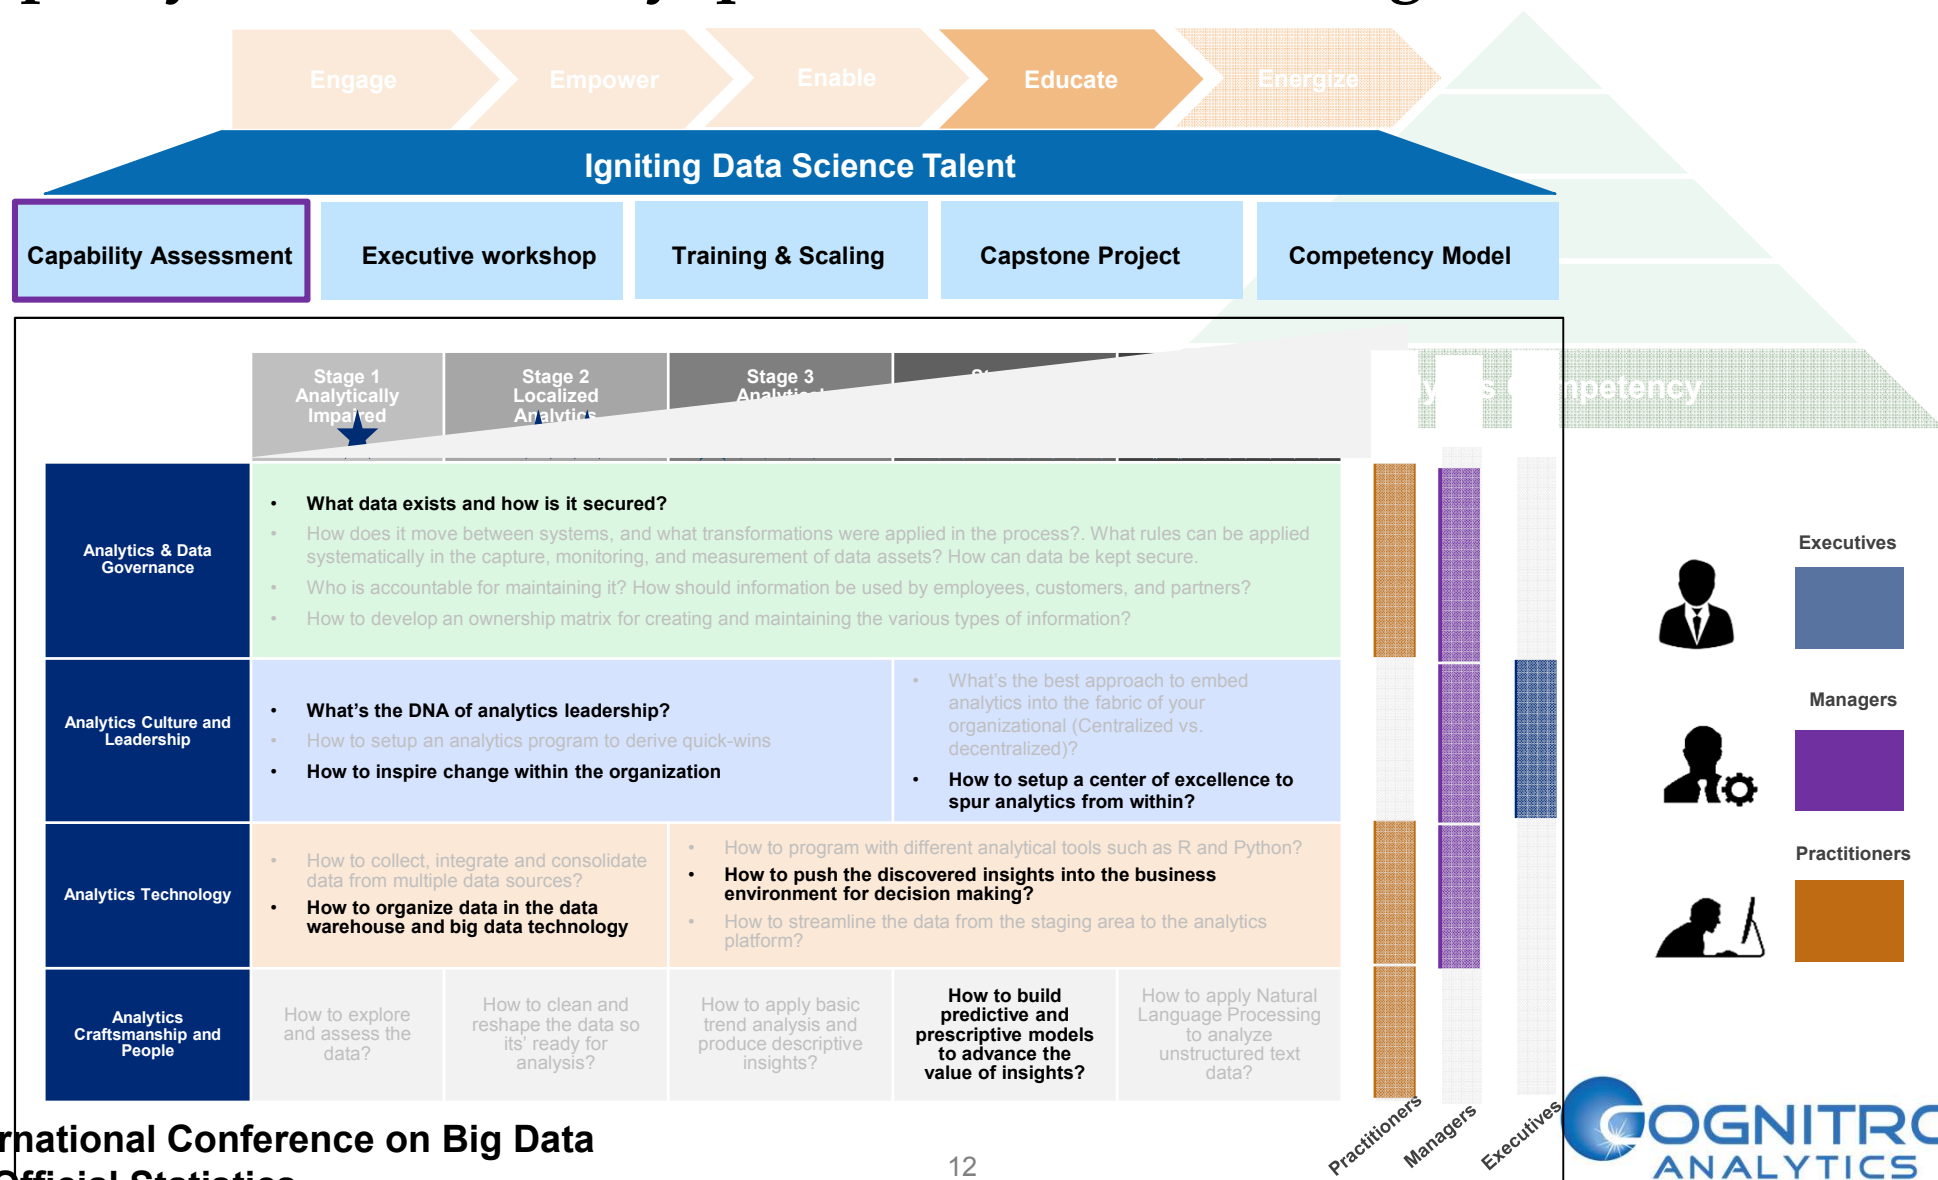 Engage
Empower
Enable
Educate
Energize
Igniting Data Science Talent
Capability Assessment
Executive workshop
Training & Scaling
Capstone Project
Competency Model
Stage 1
Analytically
Impaired
Stage 2
Localized
Analytics
Stage 3
Competency
Analytics & Data
Governance
• What data exists and how is it secured?
• How does it move between systems, and what transformations were applied in the process?. What rules can be applied
systematically in the capture, monitoring, and measurement of data assets? How can data be kept secure.
• Who is accountable for maintaining it? How should information be used by employees, customers, and partners?
• How to develop an ownership matrix for creating and maintaining the various types of information?
Analytics Culture and
Leadership
• What's the DNA of analytics leadership?
• How to setup an analytics program to derive quick-wins
• How to inspire change within the organization
• What's the best approach to embed
analytics into the fabric of your
organizational (Centralized vs.
decentralized)?
• How to setup a center of excellence to
spur analytics from within?
Analytics Technology
• How to collect, integrate and consolidate
data from multiple data sources?
• How to organize data in the data
warehouse and big data technology
• How to program with different analytical tools such as R and Python?
• How to push the discovered insights into the business
environment for decision making?
• How to streamline the data from the staging area to the analytics
platform?
Analytics
Craftsmanship and
People
How to explore
and assess the
data?
How to clean and
reshape the data so
its' ready for
analysis?
How to apply basic
trend analysis and
produce descriptive
insights?
How to build
predictive and
prescriptive models
to advance the
value of insights?
How to apply Natural
Language Processing
to analyze
unstructured text
data?
Practitioners
Managers
Executives
Executives
Managers
Practitioners
rnational Conference on Big Data
Official Statistics
12
COGNITRO
ANALYTICS